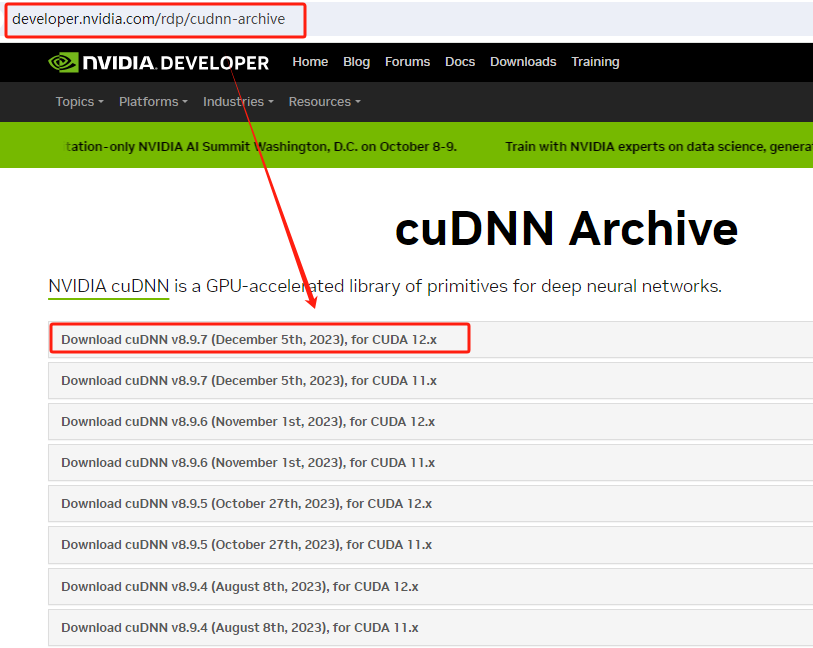 developer.nvidia.com/rdp/cudnn-archive
NVIDIA DEVELOPER Home Blog Forums Docs Downloads Training
Topics Platforms Industries Resources
tation-only NVIDIA AI Summit Washington, D.C. on October 8-9. Train with NVIDIA experts on data science, genera
cuDNN Archive
NVIDIA cuDNN is a GPU-accelerated library of primitives for deep neural networks.
Download cuDNN v8.9.7 (December 5th, 2023), for CUDA 12.x
Download cuDNN v8.9.7 (December 5th, 2023), for CUDA 11.x
Download cuDNN v8.9.6 (November 1st, 2023), for CUDA 12.x
Download cuDNN v8.9.6 (November 1st, 2023), for CUDA 11.x
Download cuDNN v8.9.5 (October 27th, 2023), for CUDA 12.x
Download cuDNN v8.9.5 (October 27th, 2023), for CUDA 11.x
Download cuDNN v8.9.4 (August 8th, 2023), for CUDA 12.x
Download cuDNN v8.9.4 (August 8th, 2023), for CUDA 11.x